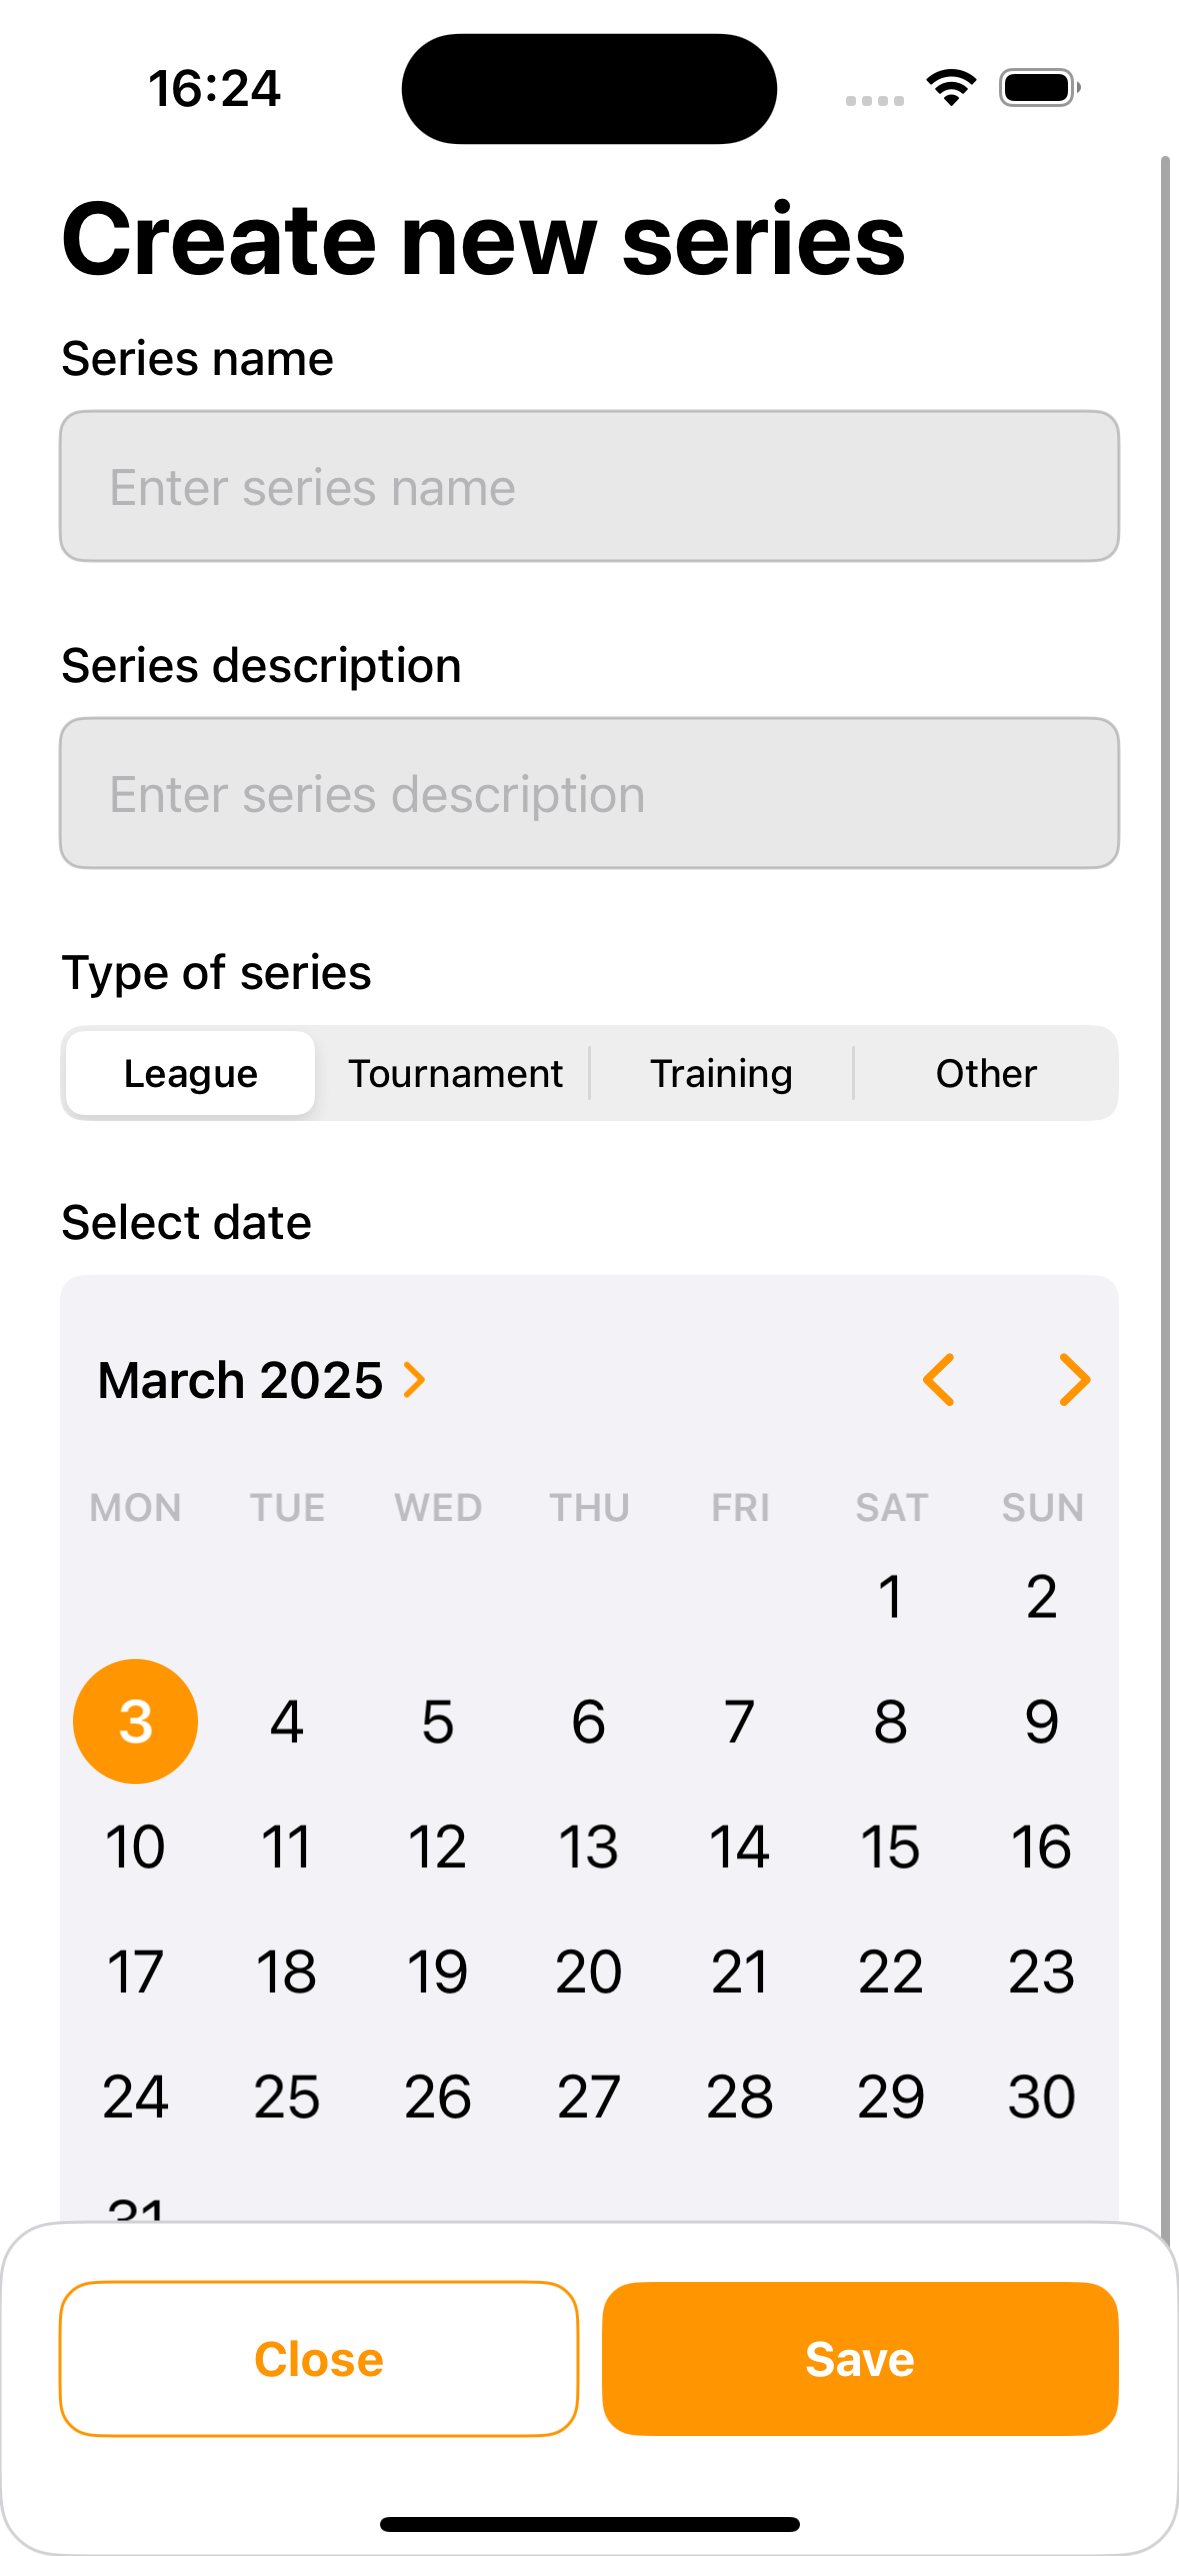 16:24
Create new series
Series name
Enter series name
Series description
Enter series description
Type of series
League Tournament Training Other
Select date
March 2025
MON TUE WED THU FRI SAT SUN
1 2
3 4 5 6 7 8 9
10 11 12 13 14 15 16
17 18 19 20 21 22 23
24 25 26 27 28 29 30
31
Close Save